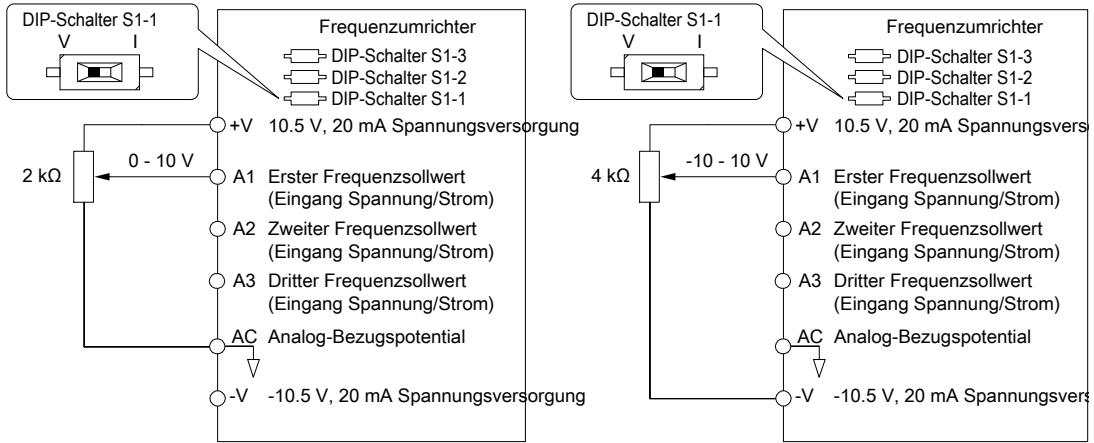 DIP-Schalter S1-1
V I
Frequenzumrichter
DIP-Schalter S1-3
DIP-Schalter S1-2
DIP-Schalter S1-1
+V 10.5 V, 20 mA Spannungsversorgung
2 kΩ
0 - 10 V
A1 Erster Frequenzsollwert
(Eingang Spannung/Strom)
A2 Zweiter Frequenzsollwert
(Eingang Spannung/Strom)
A3 Dritter Frequenzsollwert
(Eingang Spannung/Strom)
AC Analog-Bezugspotential
-V -10.5 V, 20 mA Spannungsversorgung
DIP-Schalter S1-1
V I
Frequenzumrichter
DIP-Schalter S1-3
DIP-Schalter S1-2
DIP-Schalter S1-1
+V 10.5 V, 20 mA Spannungsvers
4 kΩ
-10 - 10 V
A1 Erster Frequenzsollwert
(Eingang Spannung/Strom)
A2 Zweiter Frequenzsollwert
(Eingang Spannung/Strom)
A3 Dritter Frequenzsollwert
(Eingang Spannung/Strom)
AC Analog-Bezugspotential
-V -10.5 V, 20 mA Spannungsvers